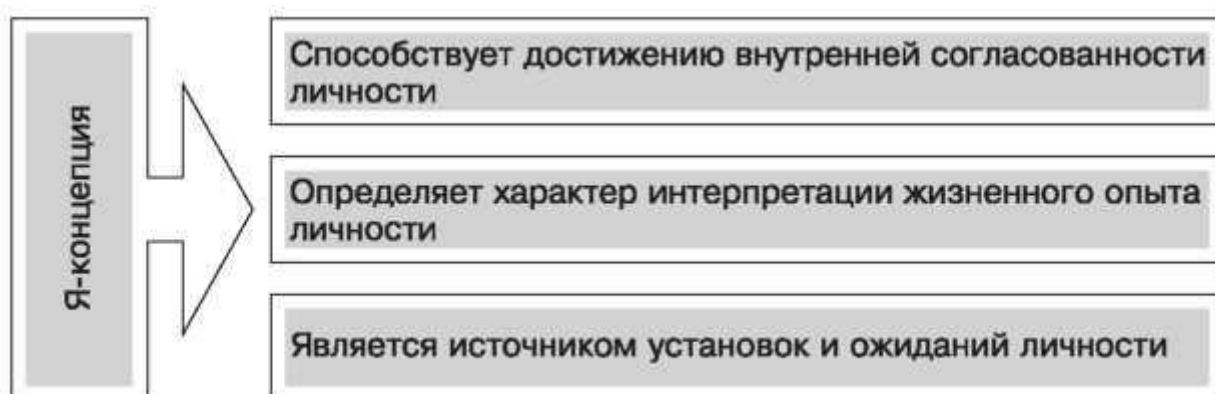 Я-концепция
Способствует достижению внутренней согласованности
личности
Определяет характер интерпретации жизненного опыта
личности
Является источником установок и ожиданий личности